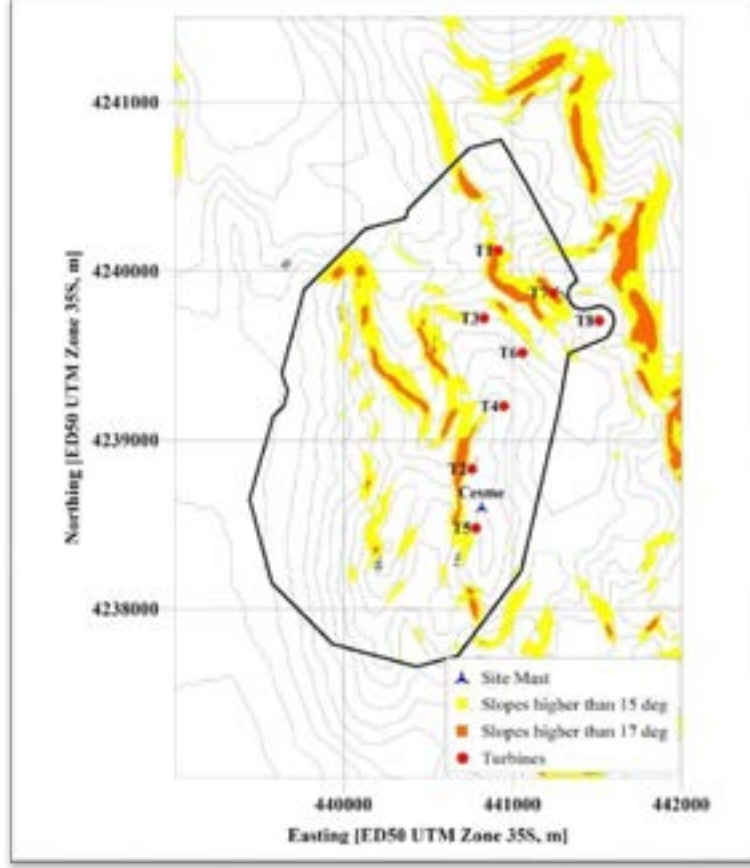 4241000
4240000
4239000
4238000
Northing [ED50 UTM Zone 35S, m]
T1
T7
T3
T8
T6
T4
T2
Cesme
T5
Site Mast
Slopes higher than 15 deg
Slopes higher than 17 deg
Turbines
440000 441000 442000
Easting [ED50 UTM Zone 35S, m]